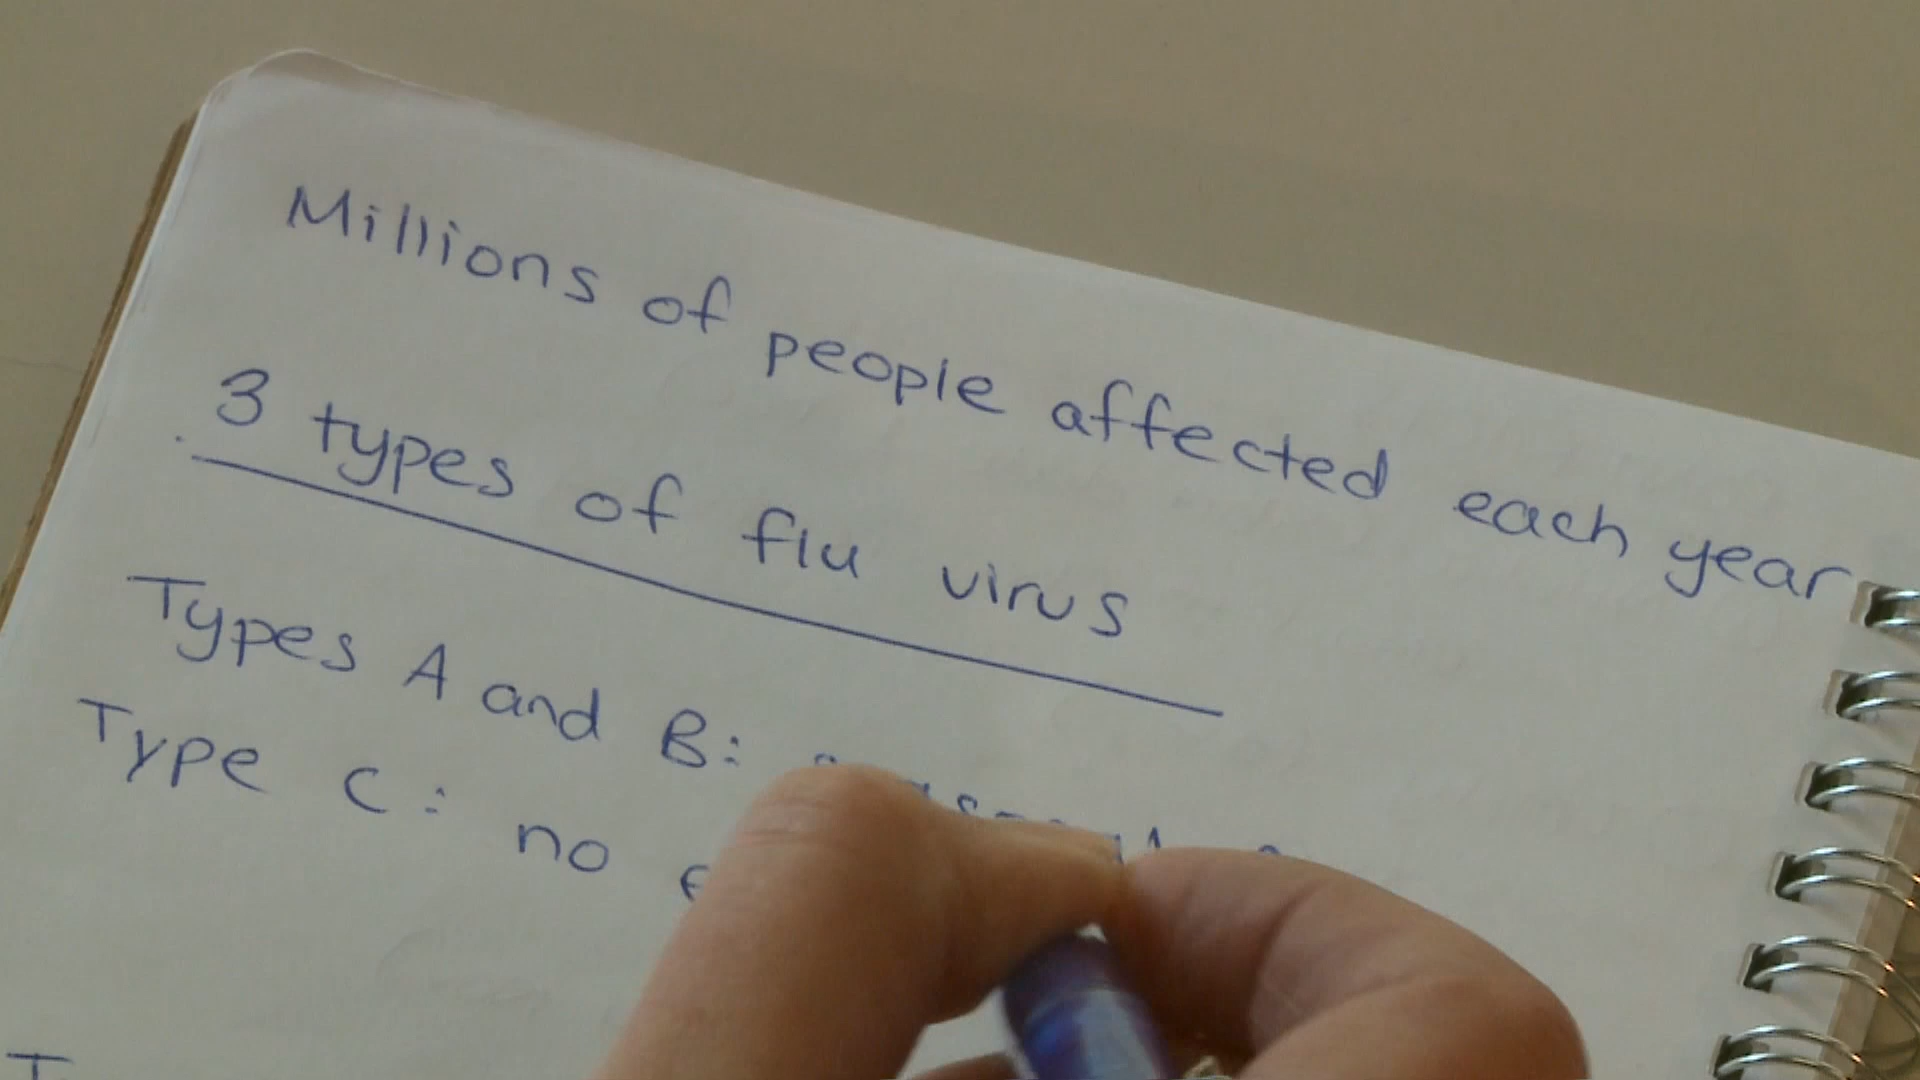 Millions of people affected each year
3 types of flu virus
Types A and B:
Type C: no